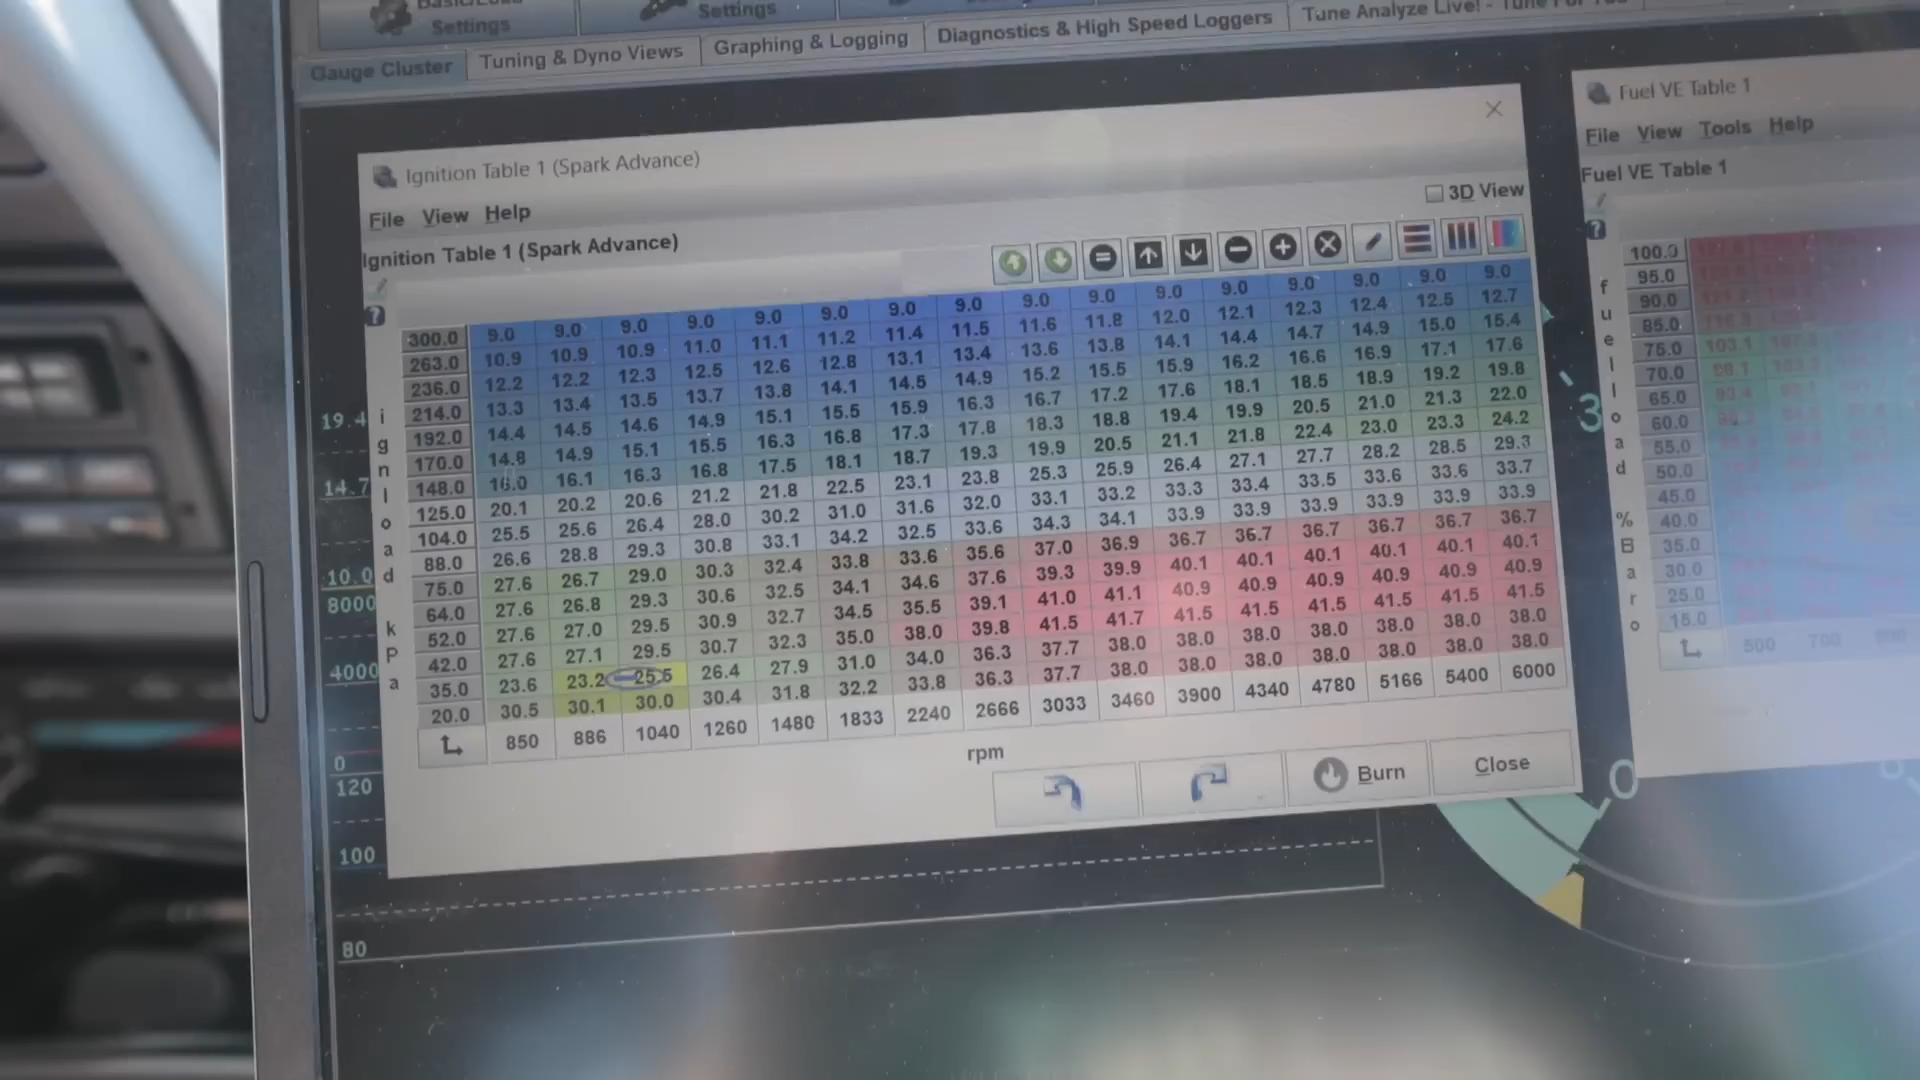 Settings
Settings
Gauge Cluster Tuning & Dyno Views Graphing & Logging Diagnostics & High Speed Loggers Tune Analyze Live! - Tune For You
Ignition Table 1 (Spark Advance)
File View Help
3D View
Ignition Table 1 (Spark Advance)
ignload kPa
300.0 9.0 9.0 9.0 9.0 9.0 9.0 9.0 9.0 9.0 9.0 9.0 9.0 9.0 9.0 9.0 9.0
263.0 10.9 10.9 10.9 11.0 11.1 11.2 11.4 11.5 11.6 11.8 12.0 12.1 12.3 12.4 12.5 12.7
236.0 12.2 12.2 12.3 12.5 12.6 12.8 13.1 13.4 13.6 13.8 14.1 14.4 14.7 14.9 15.0 15.4
214.0 13.3 13.4 13.5 13.7 13.8 14.1 14.5 14.9 15.2 15.5 15.9 16.2 16.6 16.9 17.1 17.6
192.0 14.4 14.5 14.6 14.9 15.1 15.5 15.9 16.3 16.7 17.2 17.6 18.1 18.5 18.9 19.2 19.8
170.0 14.8 14.9 15.1 15.5 16.3 16.8 17.3 17.8 18.3 18.8 19.4 19.9 20.5 21.0 21.3 22.0
148.0 16.0 16.1 16.3 16.8 17.5 18.1 18.7 19.3 19.9 20.5 21.1 21.8 22.4 23.0 23.3 24.2
125.0 20.1 20.2 20.6 21.2 21.8 22.5 23.1 23.8 25.3 25.9 26.4 27.1 27.7 28.2 28.5 29.3
104.0 25.5 25.6 26.4 28.0 30.2 31.0 31.6 32.0 33.1 33.2 33.3 33.4 33.5 33.6 33.6 33.7
88.0 26.6 28.8 29.3 30.8 33.1 34.2 32.5 33.6 34.3 34.1 33.9 33.9 33.9 33.9 33.9 33.9
75.0 27.6 26.7 29.0 30.3 32.4 33.8 33.6 35.6 37.0 36.9 36.7 36.7 36.7 36.7 36.7 36.7
64.0 27.6 26.8 29.3 30.6 32.5 34.1 34.6 37.6 39.3 39.9 40.1 40.1 40.1 40.1 40.1 40.1
52.0 27.6 27.0 29.5 30.9 32.7 34.5 35.5 39.1 41.0 41.1 40.9 40.9 40.9 40.9 40.9 40.9
42.0 27.6 27.1 29.5 30.7 32.3 35.0 38.0 39.8 41.5 41.7 41.5 41.5 41.5 41.5 41.5 41.5
35.0 23.6 23.2 25.5 26.4 27.9 31.0 34.0 36.3 37.7 38.0 38.0 38.0 38.0 38.0 38.0 38.0
20.0 30.5 30.1 30.0 30.4 31.8 32.2 33.8 36.3 37.7 38.0 38.0 38.0 38.0 38.0 38.0 38.0
850 886 1040 1260 1480 1833 2240 2666 3033 3460 3900 4340 4780 5166 5400 6000
rpm
Burn Close
Fuel VE Table 1
File View Tools Help
Fuel VE Table 1
fuelload %Baro
100.0
95.0
90.0
85.0
75.0 103.1
70.0
65.0
60.0
55.0
50.0
45.0
40.0
35.0
30.0
25.0
15.0
500 700
19.4
14.7
10.0
8000
4000
0
120
100
80
3
0